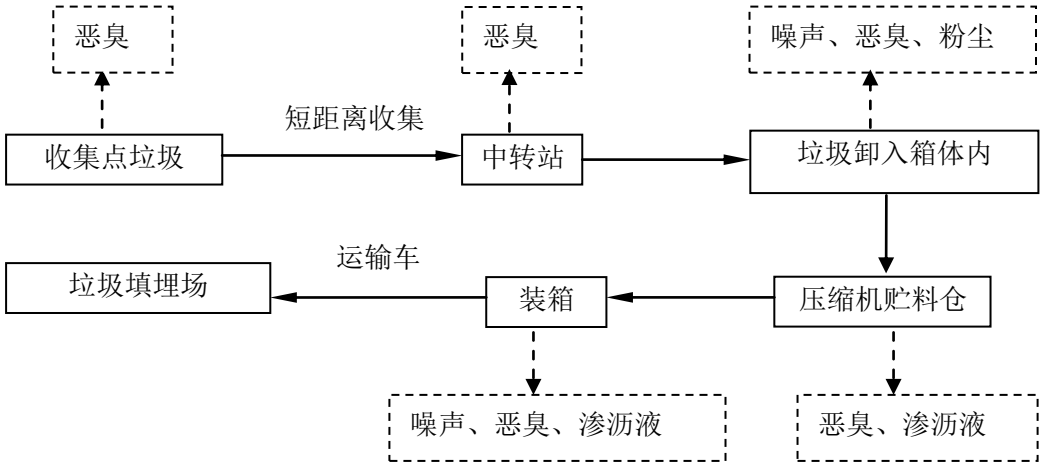 恶臭
恶臭
噪声、恶臭、粉尘
短距离收集
收集点垃圾
中转站
垃圾卸入箱体内
运输车
垃圾填埋场
装箱
压缩机贮料仓
噪声、恶臭、渗沥液
恶臭、渗沥液